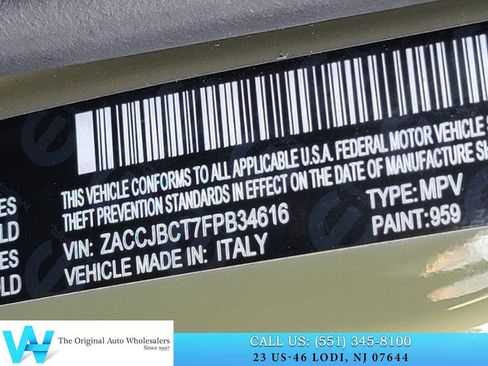 THIS VEHICLE CONFORMS TO ALL APPLICABLE U.S.A. FEDERAL MOTOR VEHICLE
THEFT PREVENTION STANDARDS IN EFFECT ON THE DATE OF MANUFACTURE
VIN: ZACCJBCT7FPB34616 TYPE: MPV
VEHICLE MADE IN: ITALY PAINT: 959
ES
LD
ES
OLD
W
The Original Auto Wholesalers
Since 1997
CALL US: (551) 345-8100
23 US-46 LODI, NJ 07644